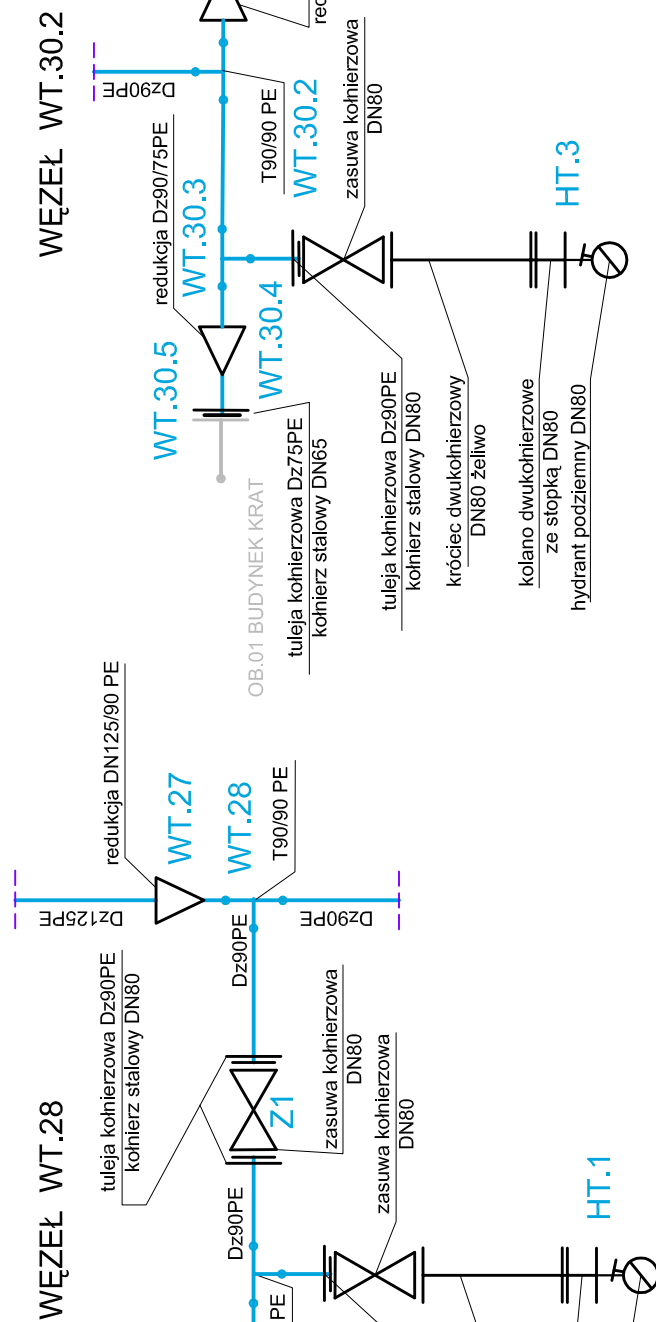 WĘZEŁ WT.30.2
Dz90PE
T90/90 PE
WT.30.2
redukcja Dz90/75PE
WT.30.3
WT.30.4
WT.30.5
zasuwa kołnierzowa
DN80
HT.3
OB.01 BUDYNEK KRAT
tuleja kołnierzowa Dz75PE
kołnierz stalowy DN65
tuleja kołnierzowa Dz90PE
kołnierz stalowy DN80
króciec dwukołnierzowy
DN80 żeliwo
kolano dwukołnierzowe
ze stopką DN80
hydrant podziemny DN80
WĘZEŁ WT.28
redukcja DN125/90 PE
WT.27
WT.28
T90/90 PE
Dz125PE
Dz90PE
Dz90PE
tuleja kołnierzowa Dz90PE
kołnierz stalowy DN80
Z1
zasuwa kołnierzowa
DN80
Dz90PE
zasuwa kołnierzowa
DN80
PE
HT.1